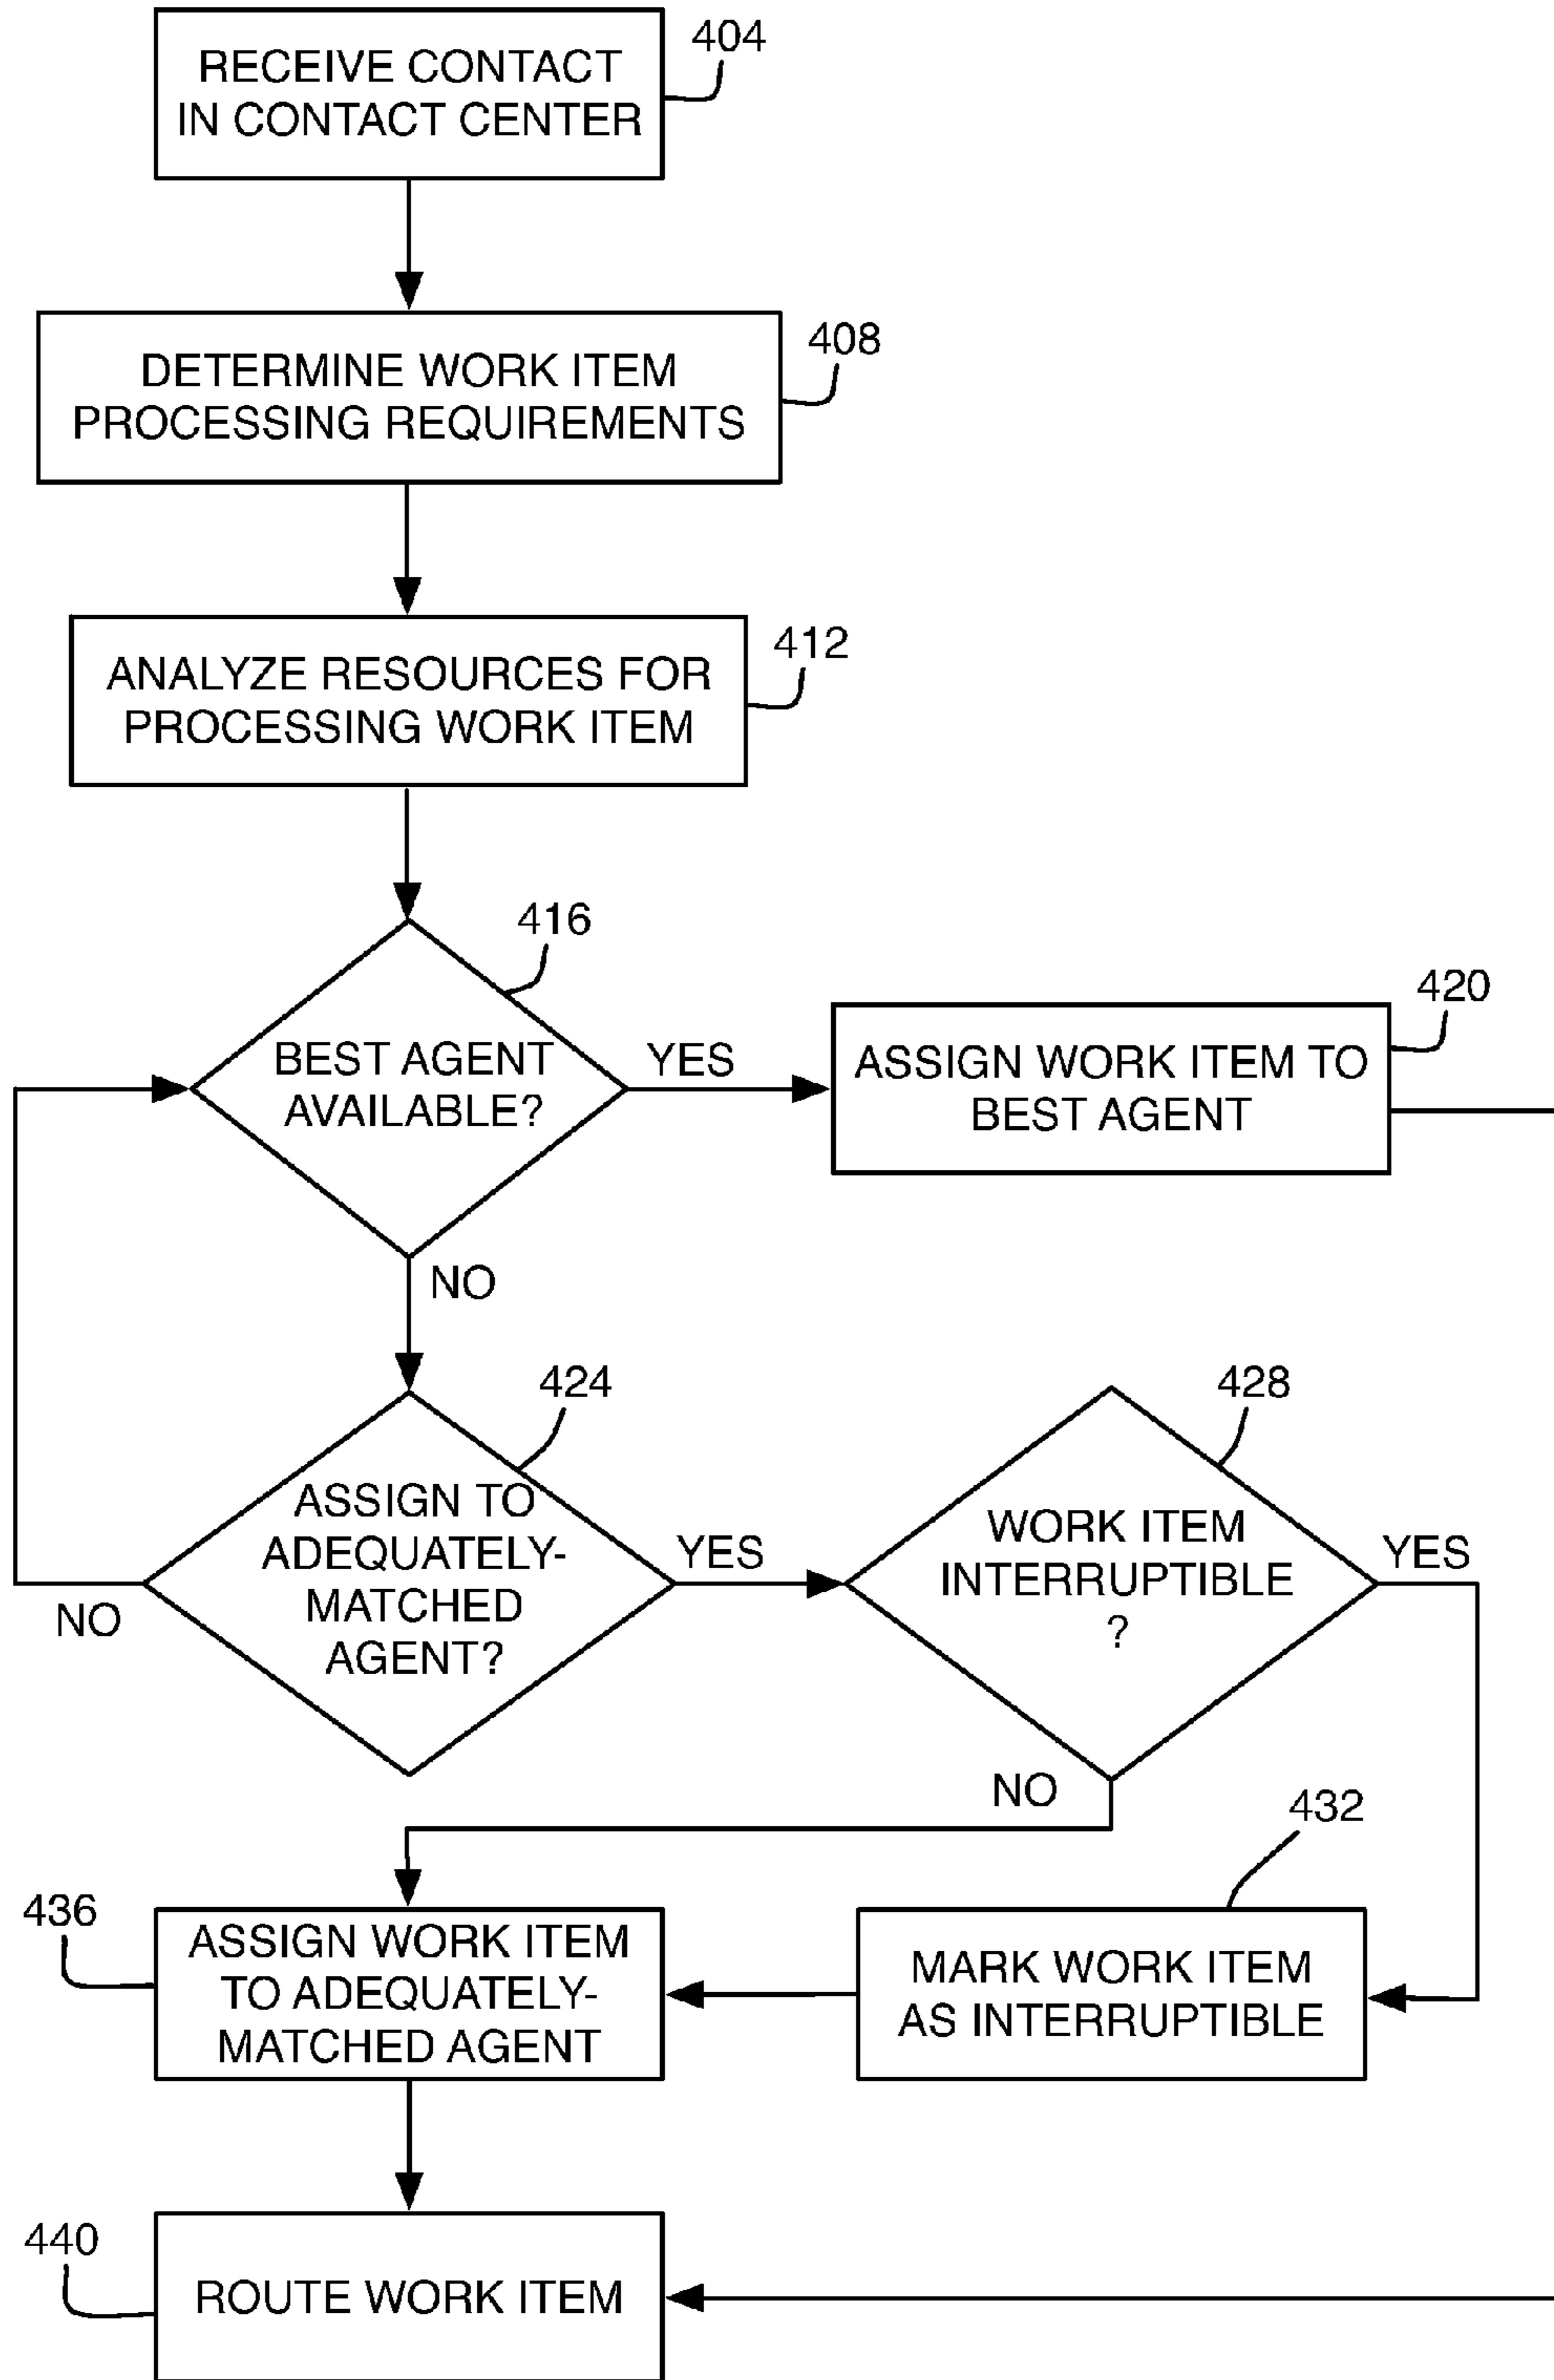 404
RECEIVE CONTACT
IN CONTACT CENTER
408
DETERMINE WORK ITEM
PROCESSING REQUIREMENTS
412
ANALYZE RESOURCES FOR
PROCESSING WORK ITEM
416
BEST AGENT
AVAILABLE?
YES
420
ASSIGN WORK ITEM TO
BEST AGENT
NO
424
ASSIGN TO
ADEQUATELY-
MATCHED
AGENT?
NO
YES
428
WORK ITEM
INTERRUPTIBLE
?
YES
NO
432
MARK WORK ITEM
AS INTERRUPTIBLE
436
ASSIGN WORK ITEM
TO ADEQUATELY-
MATCHED AGENT
440
ROUTE WORK ITEM